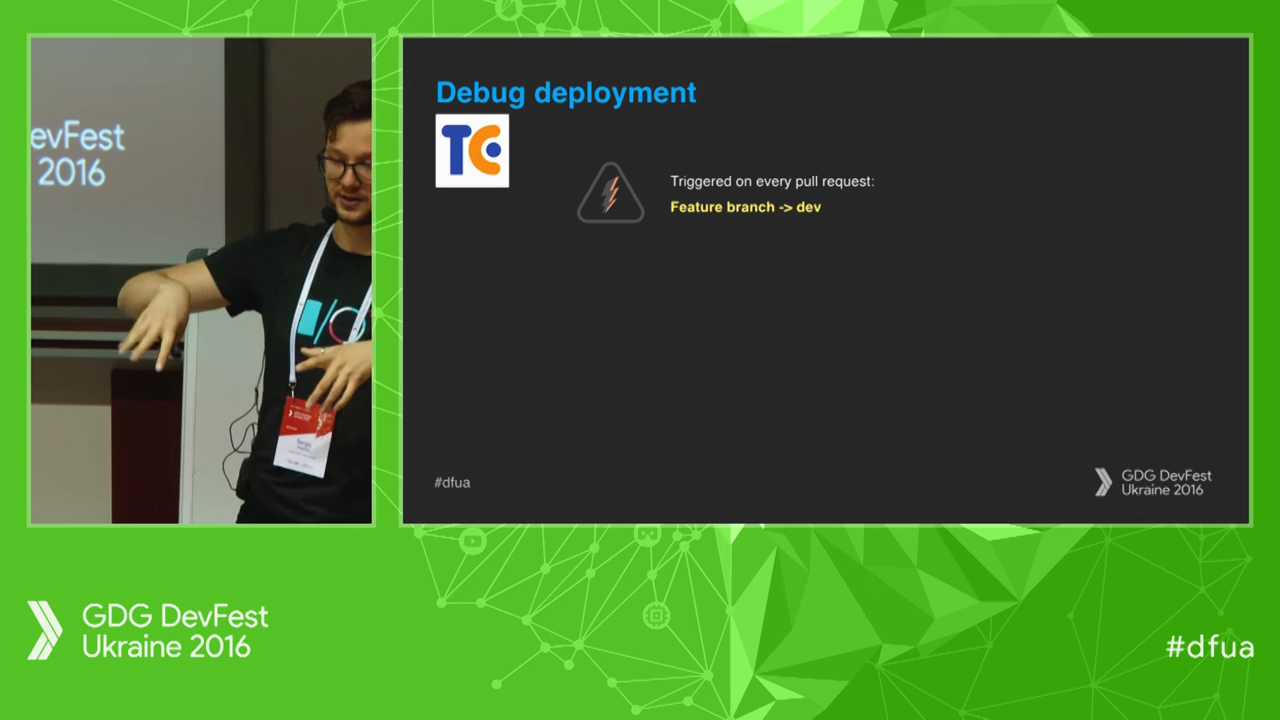 evFest
2016
I/O
Debug deployment
TC
Triggered on every pull request:
Feature branch -> dev
#dfua
GDG DevFest
Ukraine 2016
GDG DevFest
Ukraine 2016
#dfua